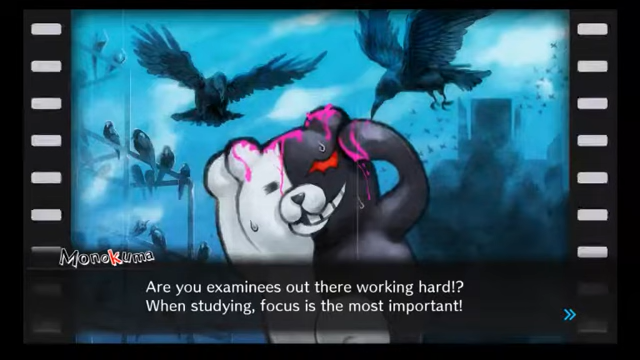 Monokuma
Are you examinees out there working hard!?
When studying, focus is the most important!